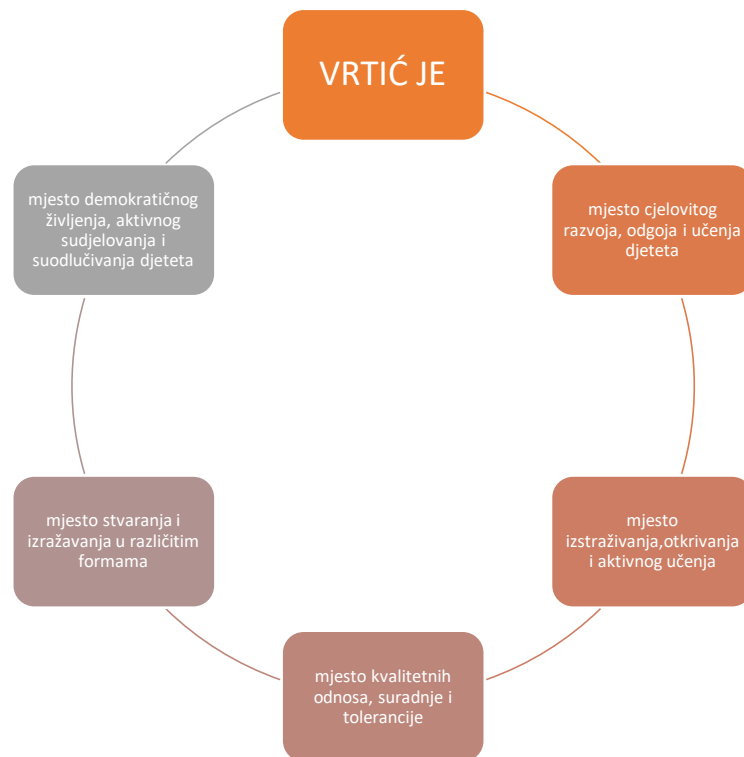 VRTIĆ JE
mjesto cjelovitog
razvoja, odgoja i učenja
djeteta
mjesto
izstraživanja,otkrivanja
i aktivnog učenja
mjesto kvalitetnih
odnosa, suradnje i
tolerancije
mjesto stvaranja i
izražavanja u različitim
formama
mjesto demokratičnog
življenja, aktivnog
sudjelovanja i
suodlučivanja djeteta